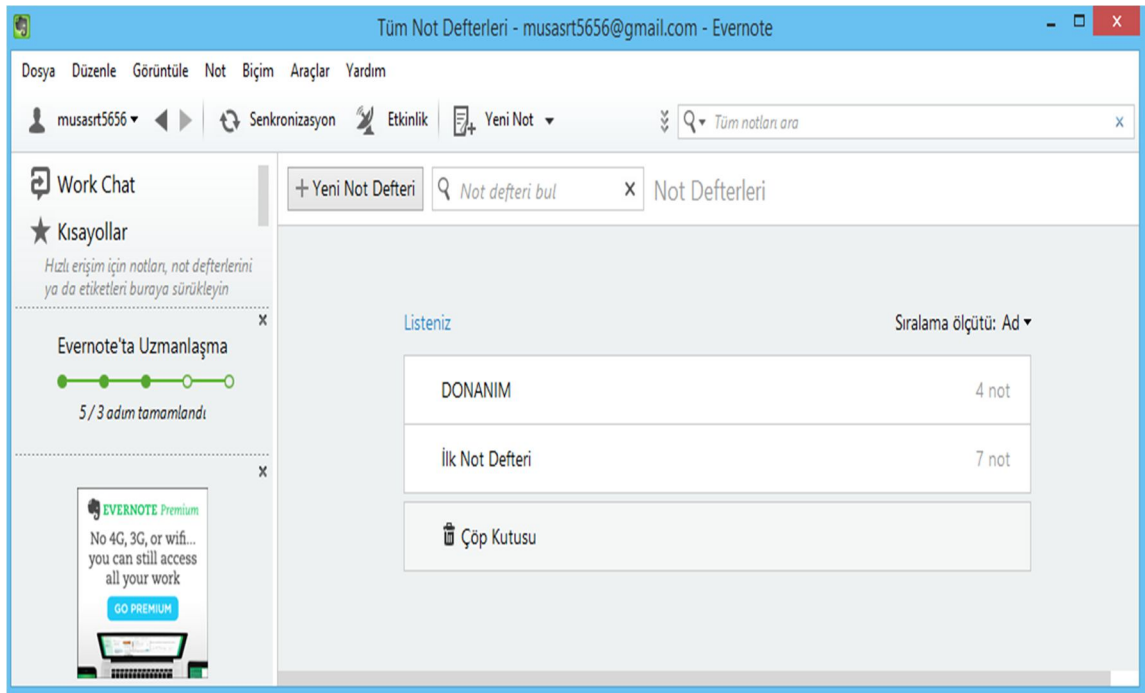 Tüm Not Defterleri - musasrt5656@gmail.com - Evernote
Dosya Düzenle Görüntüle Not Biçim Araçlar Yardım
musasrt5656 Senkronizasyon Etkinlik Yeni Not Tüm notları ara x
Work Chat
Kısayollar
Hızlı erişim için notları, not defterlerini
ya da etiketleri buraya sürükleyin
x
Evernote'ta Uzmanlaşma
5 / 3 adım tamamlandı
x
EVERNOTE Premium
No 4G, 3G, or wifi...
you can still access
all your work
GO PREMIUM
+ Yeni Not Defteri Not defteri bul x Not Defterleri
Listeniz Sıralama ölçütü: Ad
DONANIM 4 not
İlk Not Defteri 7 not
Çöp Kutusu